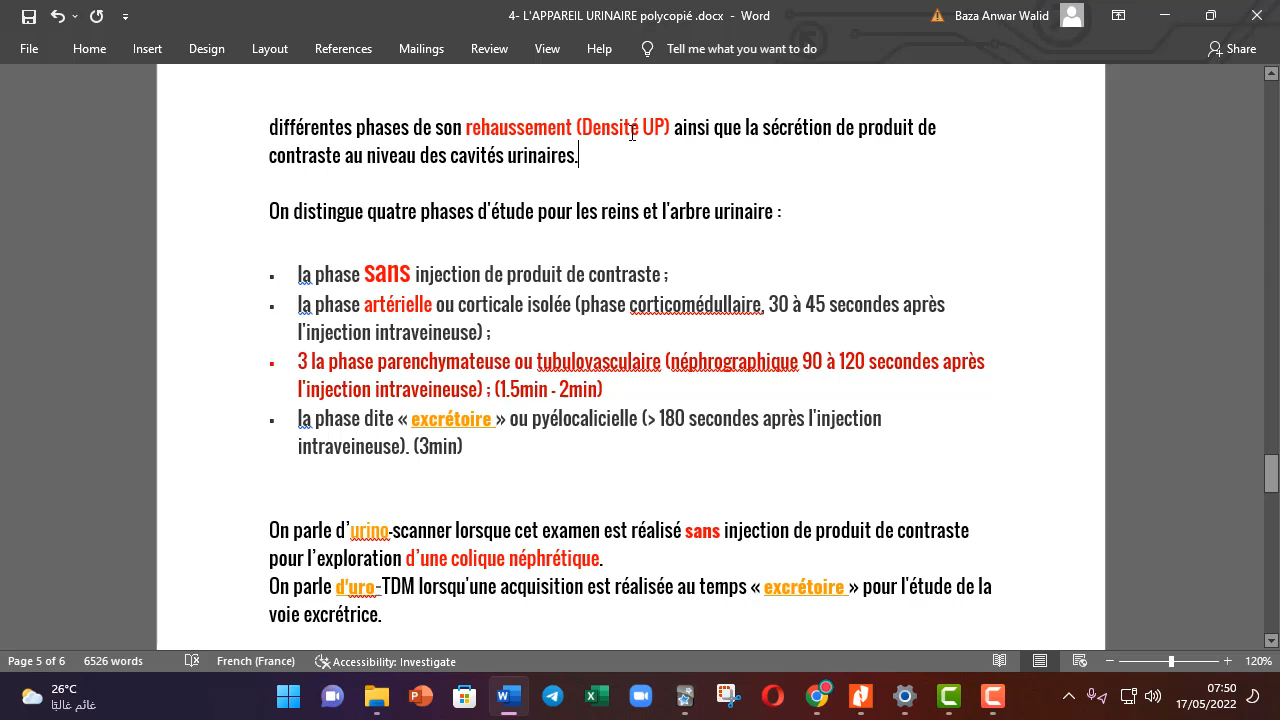 4- L'APPAREIL URINAIRE polycopié .docx - Word
Baza Anwar Walid
File Home Insert Design Layout References Mailings Review View Help Tell me what you want to do Share
différentes phases de son rehaussement (Densité UP) ainsi que la sécrétion de produit de
contraste au niveau des cavités urinaires.
On distingue quatre phases d'étude pour les reins et l'arbre urinaire :
▪ la phase sans injection de produit de contraste ;
▪ la phase artérielle ou corticale isolée (phase corticomédullaire, 30 à 45 secondes après
l'injection intraveineuse) ;
▪ 3 la phase parenchymateuse ou tubulovasculaire (néphrographique 90 à 120 secondes après
l'injection intraveineuse) ; (1.5min - 2min)
▪ la phase dite « excrétoire » ou pyélocalicielle (> 180 secondes après l'injection
intraveineuse). (3min)
On parle d’urino-scanner lorsque cet examen est réalisé sans injection de produit de contraste
pour l’exploration d’une colique néphrétique.
On parle d'uro-TDM lorsqu'une acquisition est réalisée au temps « excrétoire » pour l'étude de la
voie excrétrice.
Page 5 of 6 6526 words French (France) Accessibility: Investigate 120%
26°C
غائم غالبًا
07:50
17/05/2022